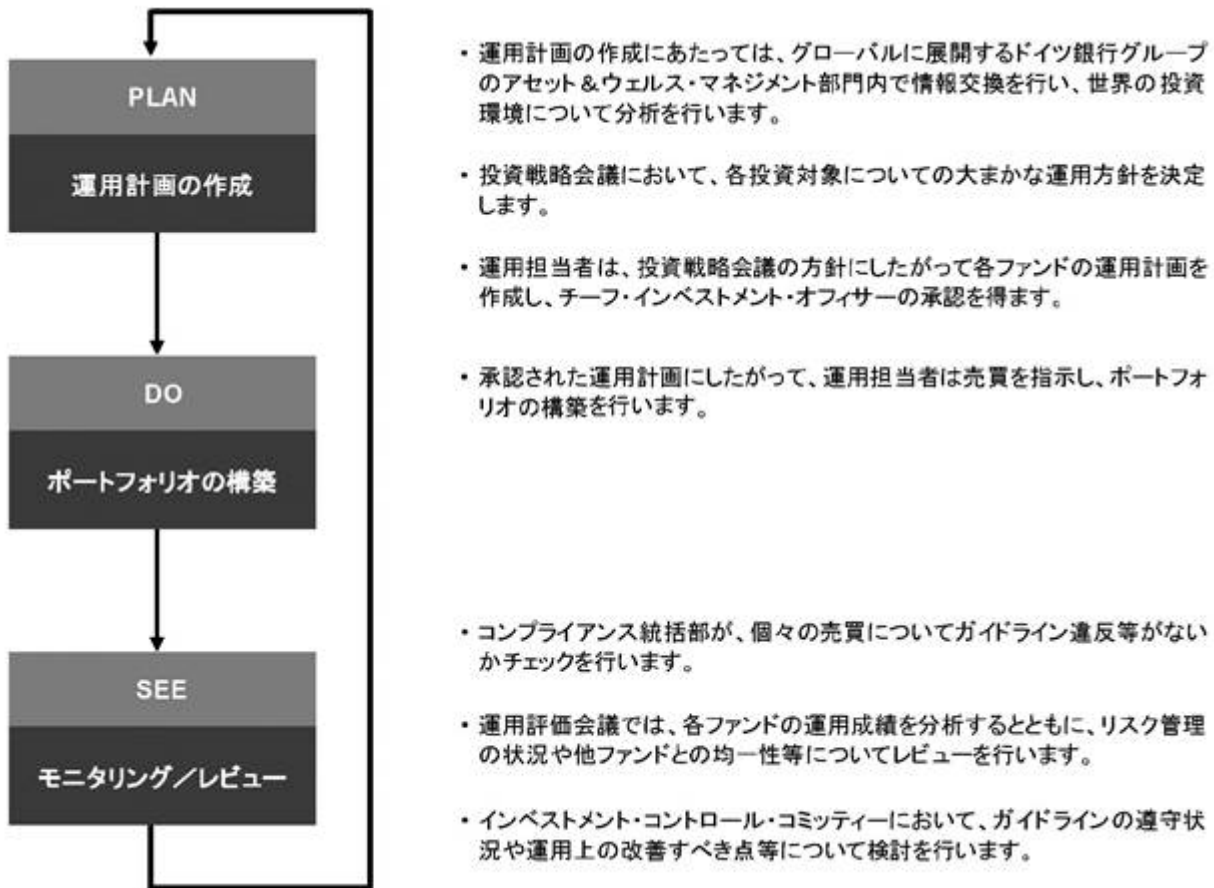 PLAN
運用計画の作成
・運用計画の作成にあたっては、グローバルに展開するドイツ銀行グループ
のアセット＆ウェルス・マネジメント部門内で情報交換を行い、世界の投資
環境について分析を行います。
・投資戦略会議において、各投資対象についての大まかな運用方針を決定
します。
・運用担当者は、投資戦略会議の方針にしたがって各ファンドの運用計画を
作成し、チーフ・インベストメント・オフィサーの承認を得ます。
DO
ポートフォリオの構築
・承認された運用計画にしたがって、運用担当者は売買を指示し、ポートフォ
リオの構築を行います。
SEE
モニタリング／レビュー
・コンプライアンス統括部が、個々の売買についてガイドライン違反等がない
かチェックを行います。
・運用評価会議では、各ファンドの運用成績を分析するとともに、リスク管理
の状況や他ファンドとの均一性等についてレビューを行います。
・インベストメント・コントロール・コミッティーにおいて、ガイドラインの遵守状
況や運用上の改善すべき点等について検討を行います。